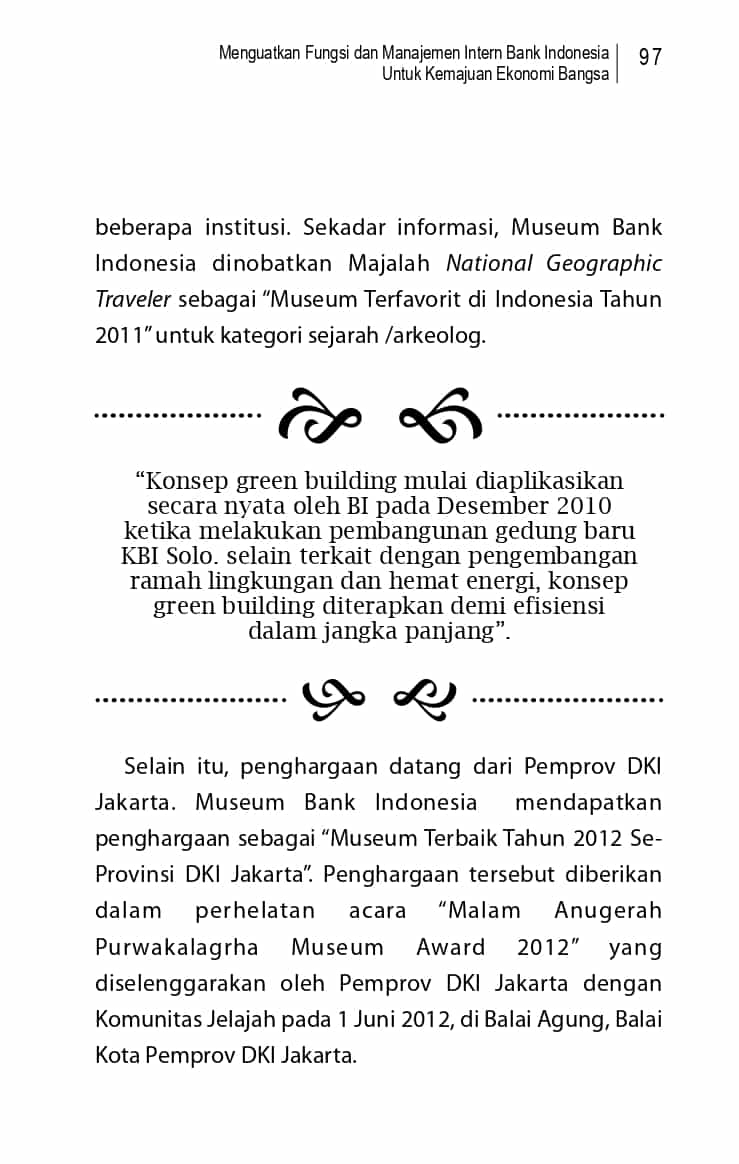 Menguatkan Fungsi dan Manajemen Intern Bank Indonesia
Untuk Kemajuan Ekonomi Bangsa
97
beberapa institusi. Sekadar informasi, Museum Bank
Indonesia dinobatkan Majalah National Geographic
Traveler sebagai “Museum Terfavorit di Indonesia Tahun
2011” untuk kategori sejarah /arkeolog.
“Konsep green building mulai diaplikasikan
secara nyata oleh BI pada Desember 2010
ketika melakukan pembangunan gedung baru
KBI Solo. selain terkait dengan pengembangan
ramah lingkungan dan hemat energi, konsep
green building diterapkan demi efisiensi
dalam jangka panjang”.
Selain itu, penghargaan datang dari Pemprov DKI
Jakarta. Museum Bank Indonesia mendapatkan
penghargaan sebagai “Museum Terbaik Tahun 2012 Se-
Provinsi DKI Jakarta”. Penghargaan tersebut diberikan
dalam perhelatan acara “Malam Anugerah
Purwakalagrha Museum Award 2012” yang
diselenggarakan oleh Pemprov DKI Jakarta dengan
Komunitas Jelajah pada 1 Juni 2012, di Balai Agung, Balai
Kota Pemprov DKI Jakarta.